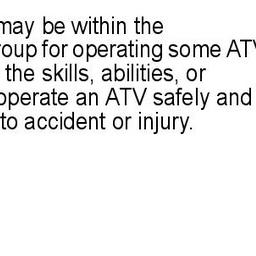 may be within the
roup for operating some ATV
the skills, abilities, or
operate an ATV safely and
to accident or injury.